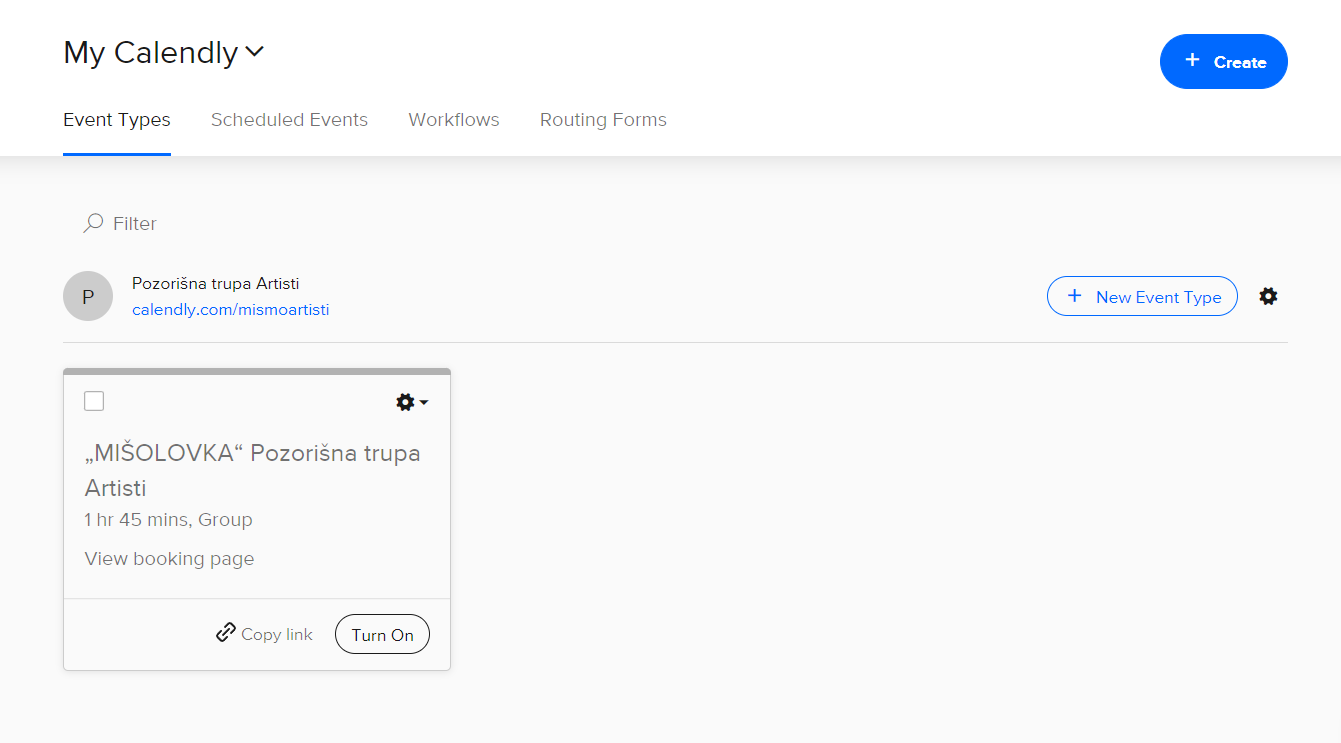 My Calendly
+ Create
Event Types
Scheduled Events
Workflows
Routing Forms
Filter
P
Pozorišna trupa Artisti
calendly.com/mismoartisti
+ New Event Type
„MIŠOLOVKA“ Pozorišna trupa
Artisti
1 hr 45 mins, Group
View booking page
Copy link
Turn On